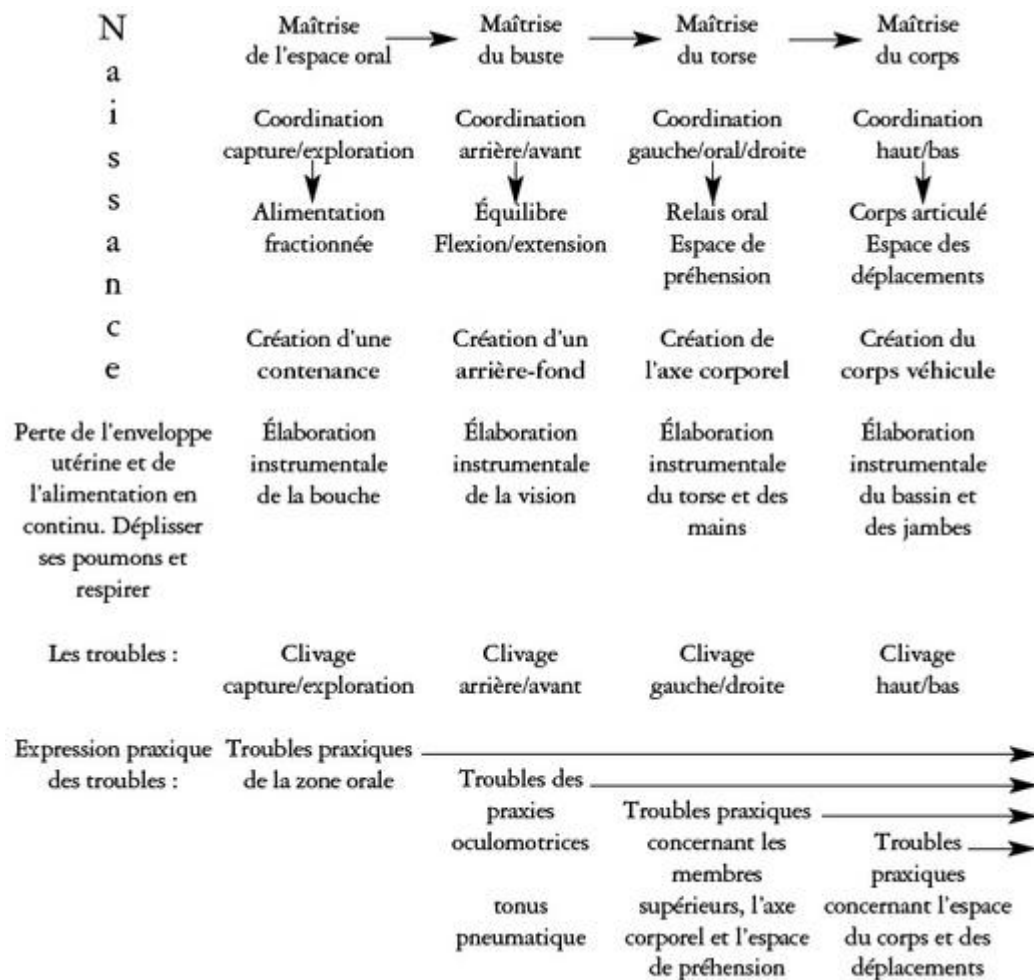 Naissance
Maîtrise
de l'espace oral
Maîtrise
du buste
Maîtrise
du torse
Maîtrise
du corps
Coordination
capture/exploration
Coordination
arrière/avant
Coordination
gauche/oral/droite
Coordination
haut/bas
Alimentation
fractionnée
Équilibre
Flexion/extension
Relais oral
Espace de
préhension
Corps articulé
Espace des
déplacements
Création d'une
contenance
Création d'un
arrière-fond
Création de
l'axe corporel
Création du
corps véhicule
Perte de l'enveloppe
utérine et de
l'alimentation en
continu. Déplisser
ses poumons et
respirer
Élaboration
instrumentale
de la bouche
Élaboration
instrumentale
de la vision
Élaboration
instrumentale
du torse et des
mains
Élaboration
instrumentale
du bassin et
des jambes
Les troubles :
Clivage
capture/exploration
Clivage
arrière/avant
Clivage
gauche/droite
Clivage
haut/bas
Expression praxique
des troubles :
Troubles praxiques
de la zone orale
Troubles des
praxies
oculomotrices
tonus
pneumatique
Troubles praxiques
concernant les
membres
supérieurs, l'axe
corporel et l'espace
de préhension
Troubles
praxiques
concernant l'espace
du corps et des
déplacements